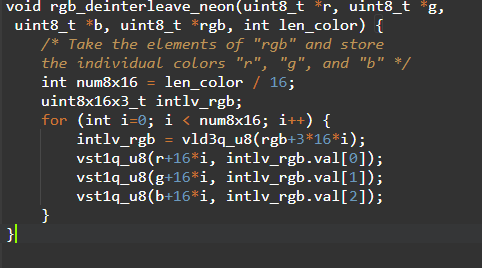 void rgb_deinterleave_neon(uint8_t *r, uint8_t *g,
uint8_t *b, uint8_t *rgb, int len_color) {
/* Take the elements of "rgb" and store
the individual colors "r", "g", and "b" */
int num8x16 = len_color / 16;
uint8x16x3_t intlv_rgb;
for (int i=0; i < num8x16; i++) {
intlv_rgb = vld3q_u8(rgb+3*16*i);
vst1q_u8(r+16*i, intlv_rgb.val[0]);
vst1q_u8(g+16*i, intlv_rgb.val[1]);
vst1q_u8(b+16*i, intlv_rgb.val[2]);
}
}